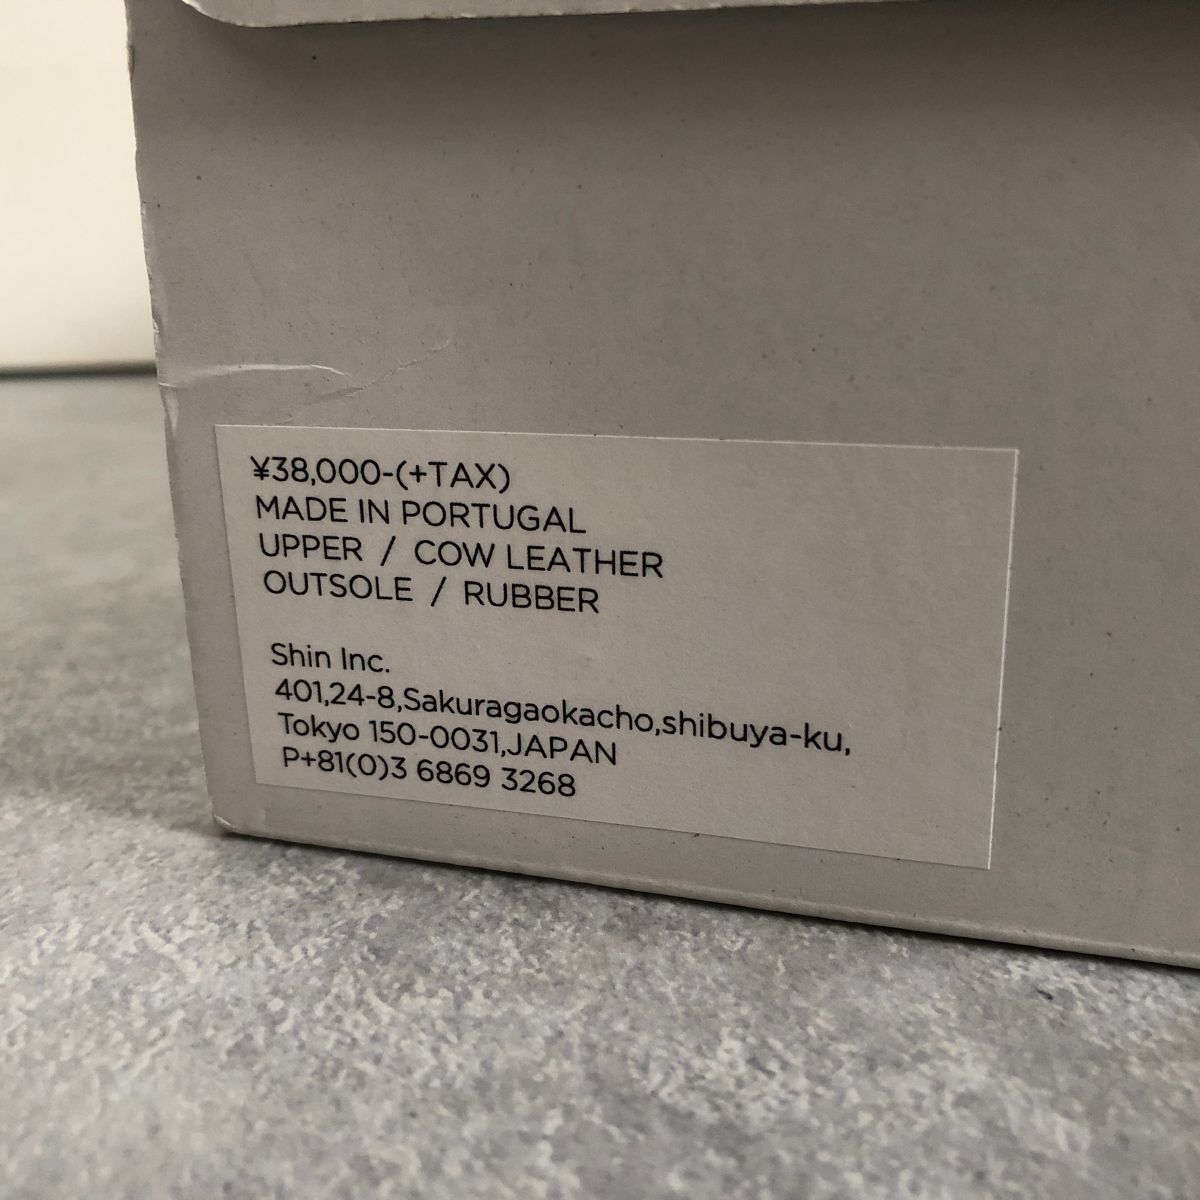 ¥38,000-(+TAX)
MADE IN PORTUGAL
UPPER / COW LEATHER
OUTSOLE / RUBBER
Shin Inc.
401,24-8,Sakuragaokacho,shibuya-ku,
Tokyo 150-0031,JAPAN
P+81(0)3 6869 3268